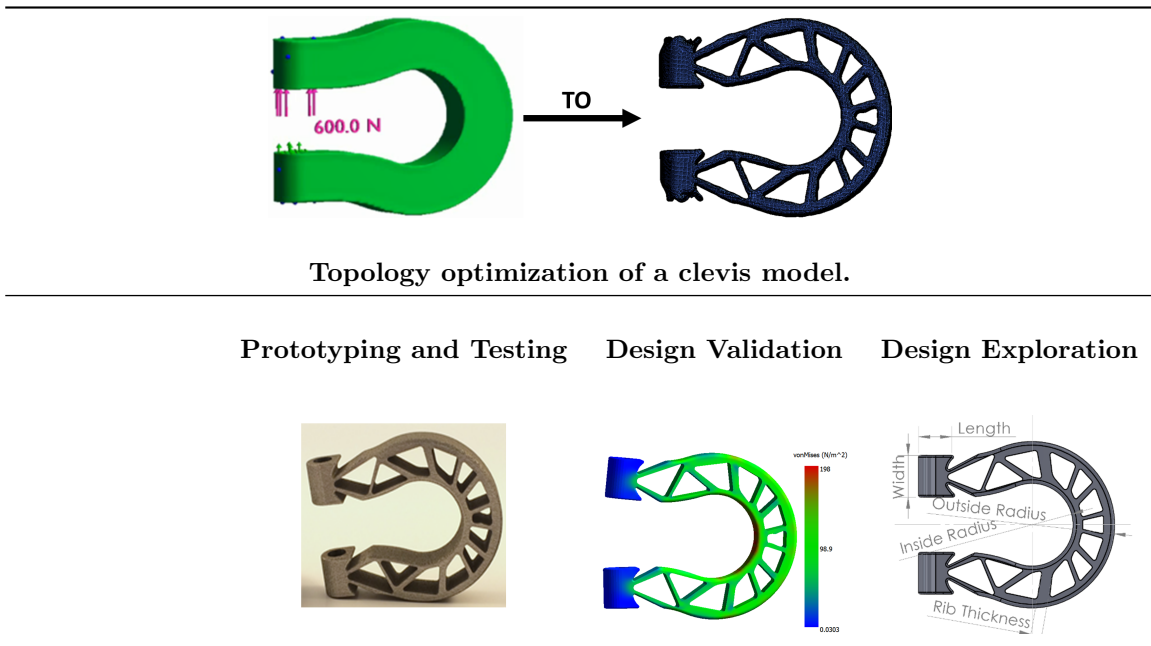 TO
600.0 N
Topology optimization of a clevis model.
Prototyping and Testing Design Validation Design Exploration
vonMises (N/m^2)
198
98.9
0.0303
Length
Width
Outside Radius
Inside Radius
Rib Thickness